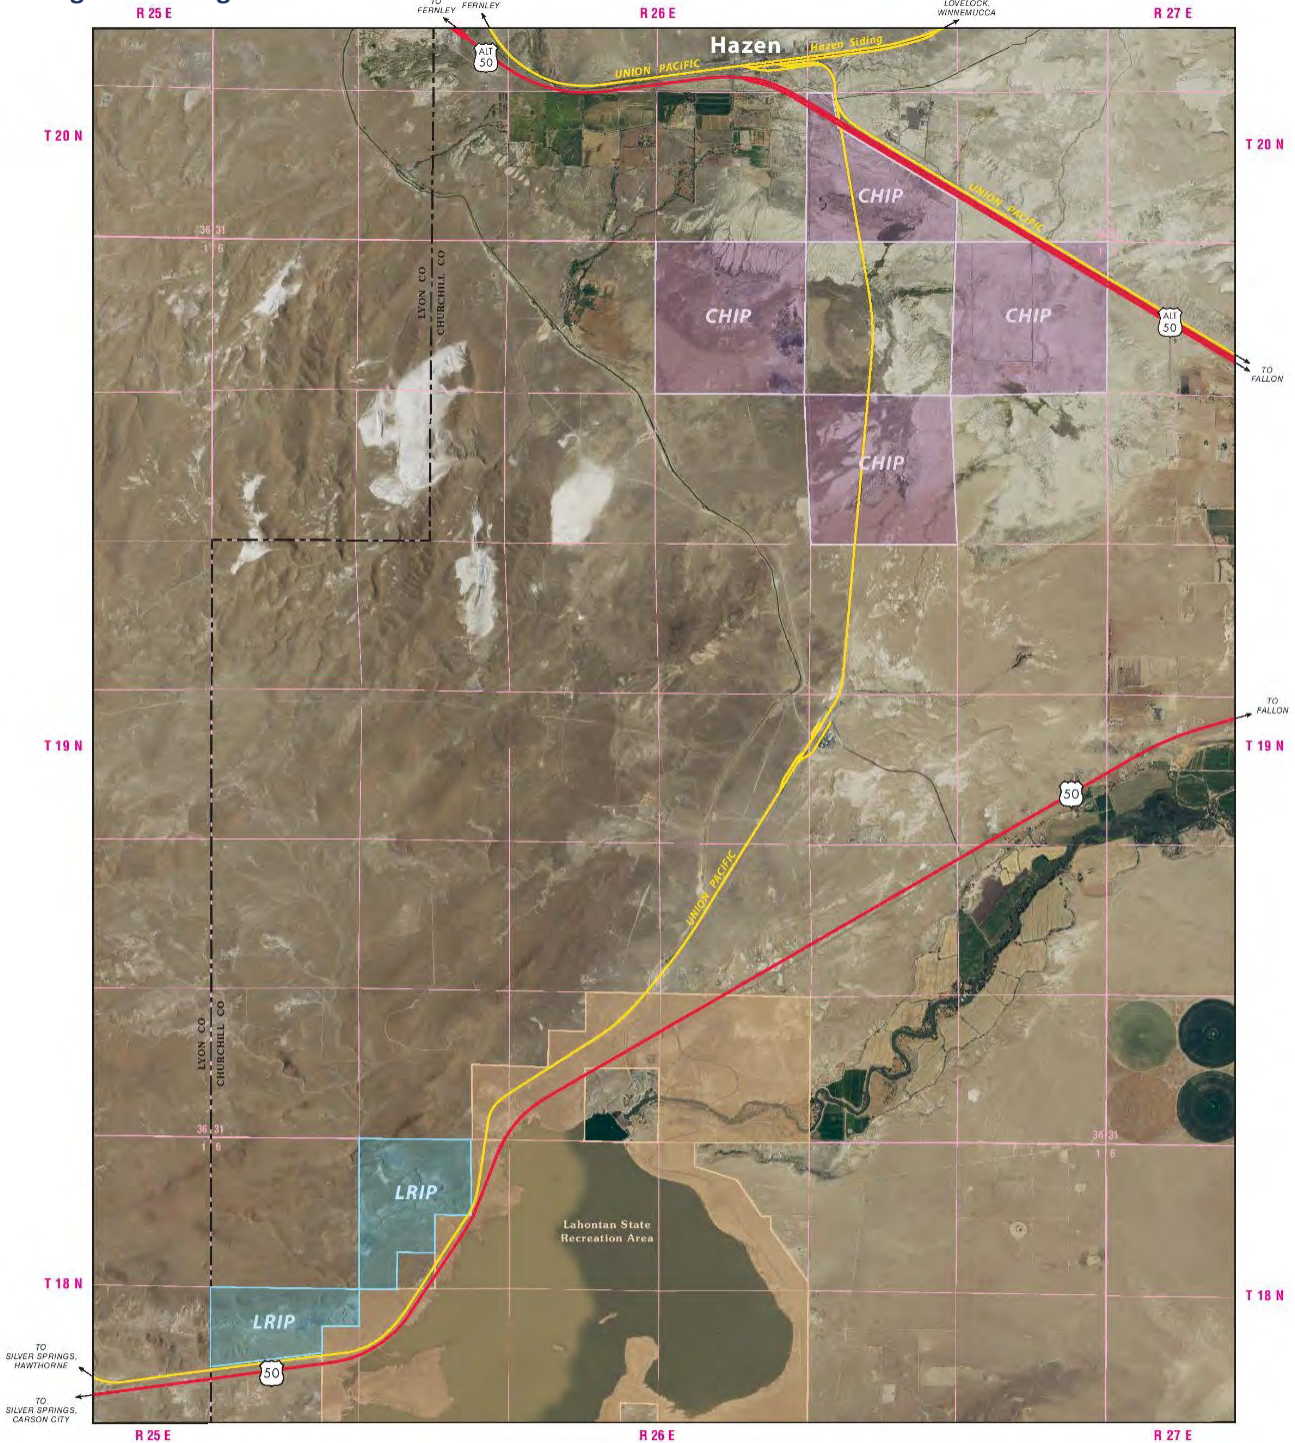 R 25 E
TO
FERNLEY
FERNLEY
R 26 E
LOVELOCK,
WINNEMUCCA
R 27 E
ALT
50
Hazen
Hazen Siding
UNION PACIFIC
T 20 N
T 20 N
CHIP
UNION PACIFIC
36 31
1 6
LYON CO
CHURCHILL CO
CHIP
CHIP
ALT
50
TO
FALLON
CHIP
TO
FALLON
T 19 N
T 19 N
50
UNION PACIFIC
LYON CO
CHURCHILL CO
36 31
1 6
36 31
1 6
LRIP
Lahontan State
Recreation Area
T 18 N
T 18 N
LRIP
TO
SILVER SPRINGS,
HAWTHORNE
50
TO
SILVER SPRINGS,
CARSON CITY
R 25 E
R 26 E
R 27 E